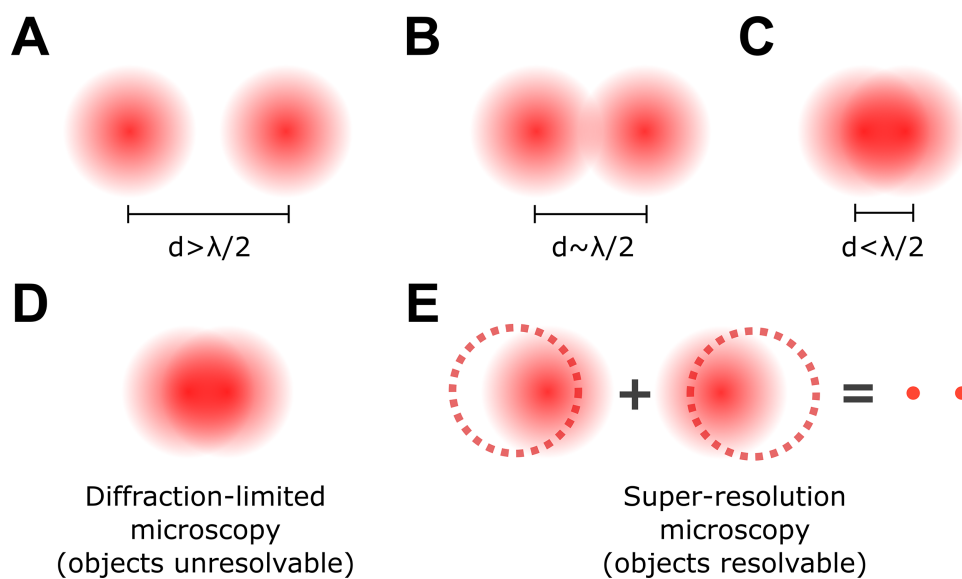 A
B
C
d>λ/2
d~λ/2
d<λ/2
D
E
+
=
Diffraction-limited
microscopy
(objects unresolvable)
Super-resolution
microscopy
(objects resolvable)